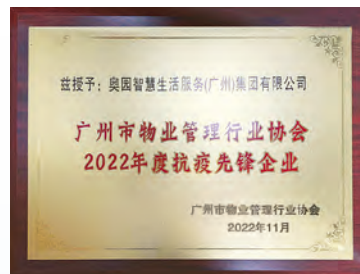 兹授予：奥园智慧生活服务(广州)集团有限公司
广州市物业管理行业协会
2022年度抗疫先锋企业
广州市物业管理行业协会
2022年11月